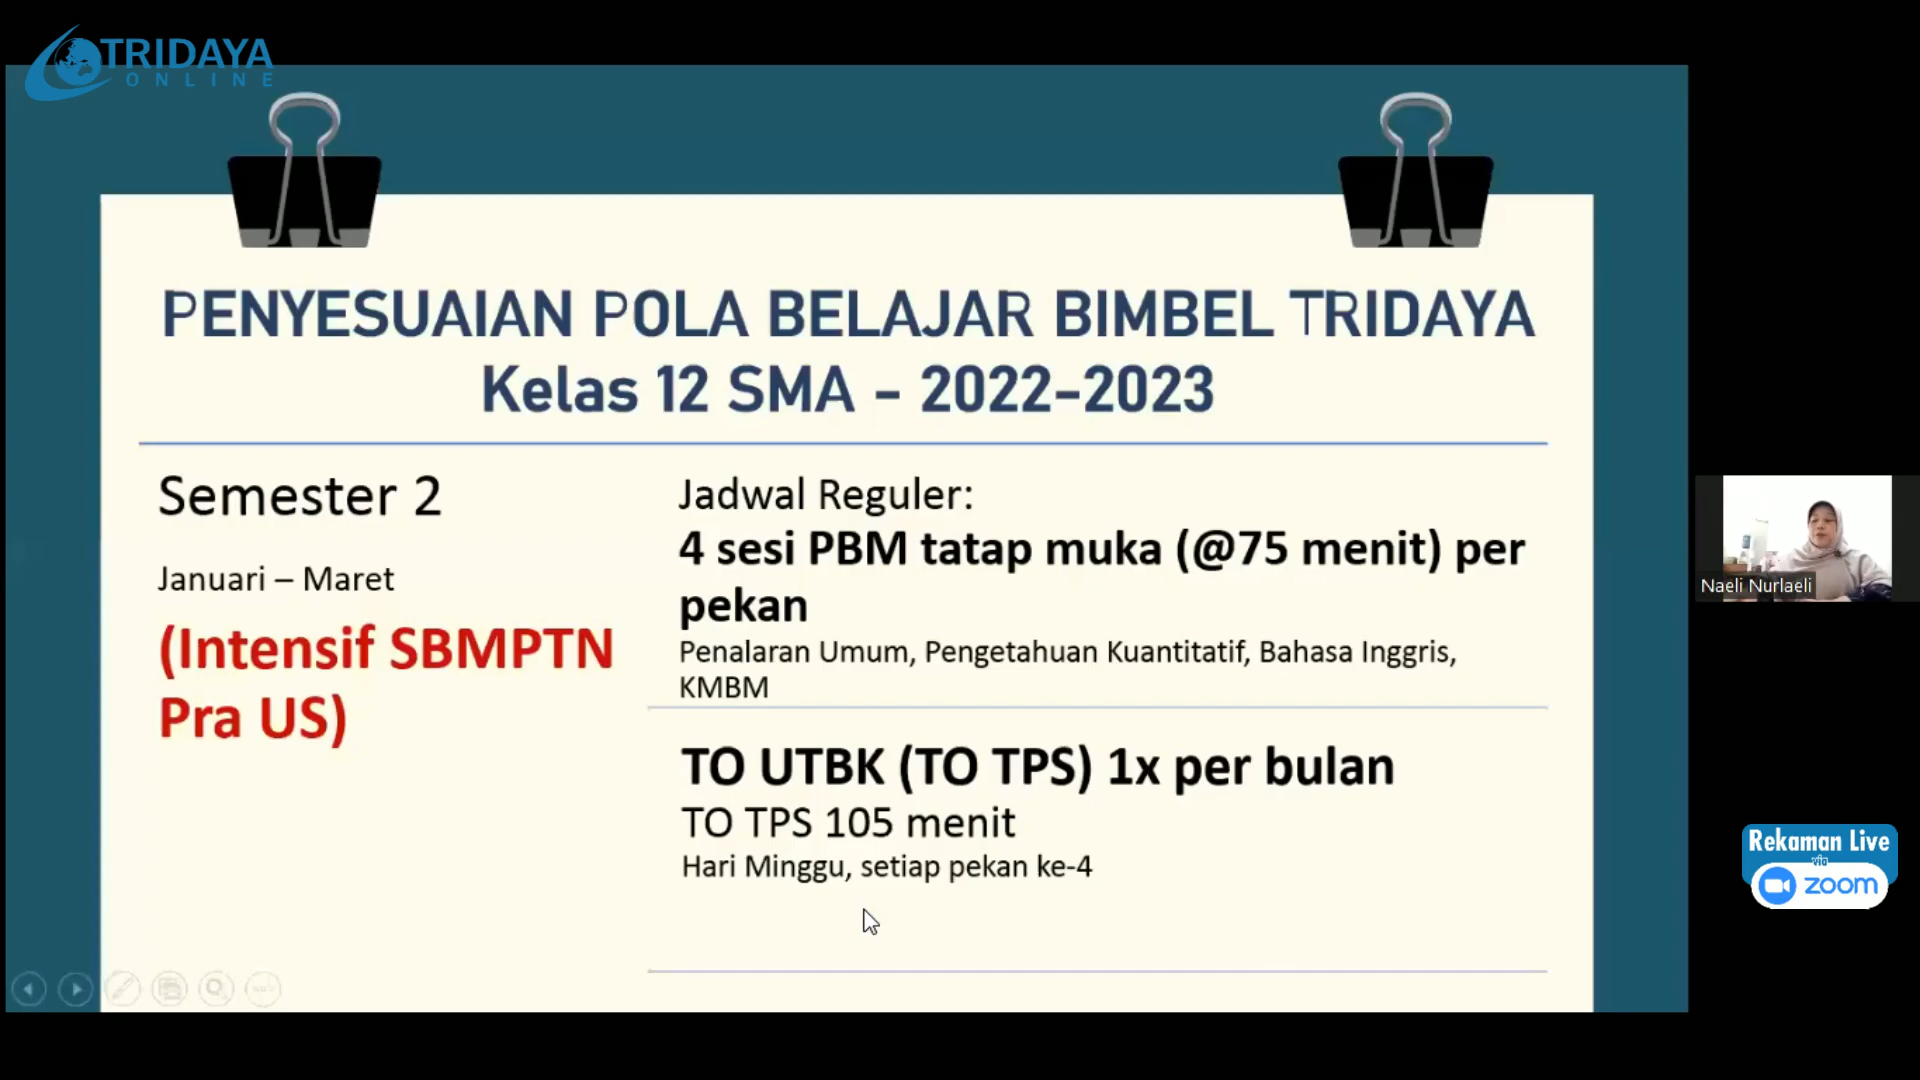 TRIDAYA
ONLINE
PENYESUAIAN POLA BELAJAR BIMBEL TRIDAYA
Kelas 12 SMA - 2022-2023
Semester 2
Januari – Maret
(Intensif SBMPTN
Pra US)
Jadwal Reguler:
4 sesi PBM tatap muka (@75 menit) per
pekan
Penalaran Umum, Pengetahuan Kuantitatif, Bahasa Inggris,
KMBM
TO UTBK (TO TPS) 1x per bulan
TO TPS 105 menit
Hari Minggu, setiap pekan ke-4
Naeli Nurlaeli
Rekaman Live
via
zoom